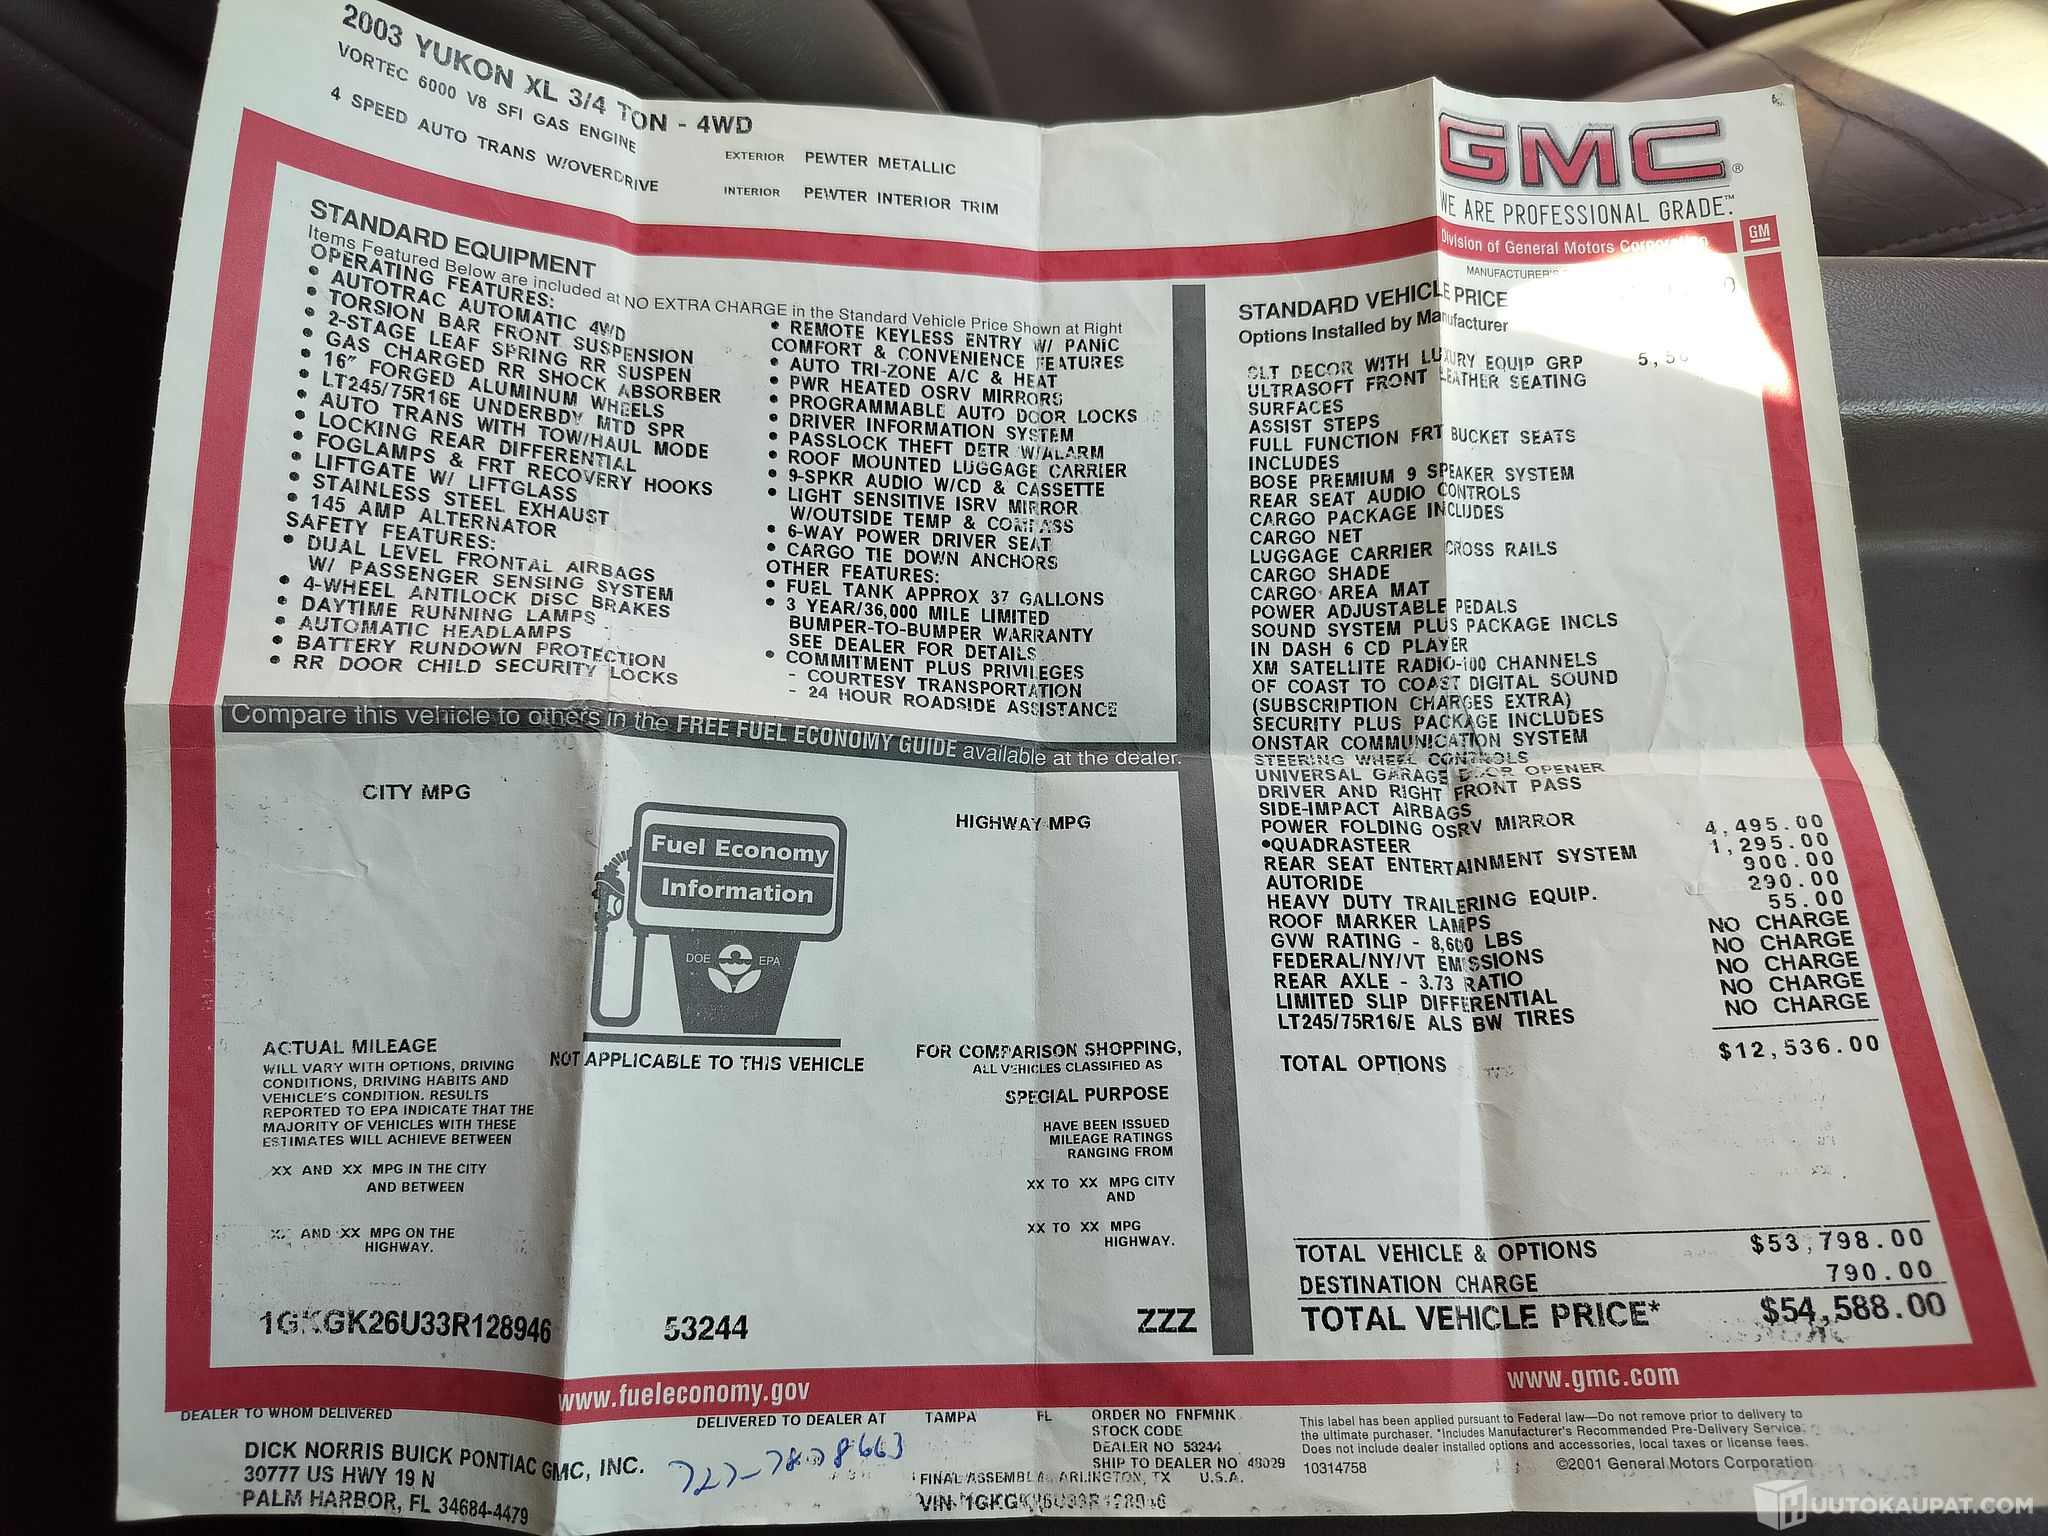 2003 YUKON XL 3/4 TON - 4WD
VORTEC 6000 V8 SFI GAS ENGINE
4 SPEED AUTO TRANS W/OVERDRIVE
EXTERIOR PEWTER METALLIC
INTERIOR PEWTER INTERIOR TRIM
GMC®
WE ARE PROFESSIONAL GRADE.™
Division of General Motors Corporation
GM
STANDARD EQUIPMENT
Items Featured Below are included at NO EXTRA CHARGE in the Standard Vehicle Price Shown at Right
OPERATING FEATURES:
• AUTOTRAC AUTOMATIC 4WD
• TORSION BAR FRONT SUSPENSION
• 2-STAGE LEAF SPRING RR SUSPEN
• GAS CHARGED RR SHOCK ABSORBER
• 16" FORGED ALUMINUM WHEELS
• LT245/75R16E UNDERBDY MTD SPR
• AUTO TRANS WITH TOW/HAUL MODE
• LOCKING REAR DIFFERENTIAL
• FOGLAMPS & FRT RECOVERY HOOKS
• LIFTGATE W/ LIFTGLASS
• STAINLESS STEEL EXHAUST
• 145 AMP ALTERNATOR
SAFETY FEATURES:
• DUAL LEVEL FRONTAL AIRBAGS
W/ PASSENGER SENSING SYSTEM
• 4-WHEEL ANTILOCK DISC BRAKES
• DAYTIME RUNNING LAMPS
• AUTOMATIC HEADLAMPS
• BATTERY RUNDOWN PROTECTION
• RR DOOR CHILD SECURITY LOCKS
• REMOTE KEYLESS ENTRY W/ PANIC
COMFORT & CONVENIENCE FEATURES
• AUTO TRI-ZONE A/C & HEAT
• PWR HEATED OSRV MIRRORS
• PROGRAMMABLE AUTO DOOR LOCKS
• DRIVER INFORMATION SYSTEM
• PASSLOCK THEFT DETR W/ALARM
• ROOF MOUNTED LUGGAGE CARRIER
• 9-SPKR AUDIO W/CD & CASSETTE
• LIGHT SENSITIVE ISRV MIRROR
W/OUTSIDE TEMP & COMPASS
• 6-WAY POWER DRIVER SEAT
• CARGO TIE DOWN ANCHORS
OTHER FEATURES:
• FUEL TANK APPROX 37 GALLONS
• 3 YEAR/36,000 MILE LIMITED
BUMPER-TO-BUMPER WARRANTY
SEE DEALER FOR DETAILS
• COMMITMENT PLUS PRIVILEGES
- COURTESY TRANSPORTATION
- 24 HOUR ROADSIDE ASSISTANCE
MANUFACTURER'S
STANDARD VEHICLE PRICE
Options Installed by Manufacturer
SLT DECOR WITH LUXURY EQUIP GRP
ULTRASOFT FRONT LEATHER SEATING
SURFACES
ASSIST STEPS
FULL FUNCTION FRT BUCKET SEATS
INCLUDES
BOSE PREMIUM 9 SPEAKER SYSTEM
REAR SEAT AUDIO CONTROLS
CARGO PACKAGE INCLUDES
CARGO NET
LUGGAGE CARRIER CROSS RAILS
CARGO SHADE
CARGO AREA MAT
POWER ADJUSTABLE PEDALS
SOUND SYSTEM PLUS PACKAGE INCLS
IN DASH 6 CD PLAYER
XM SATELLITE RADIO-100 CHANNELS
OF COAST TO COAST DIGITAL SOUND
(SUBSCRIPTION CHARGES EXTRA)
SECURITY PLUS PACKAGE INCLUDES
ONSTAR COMMUNICATION SYSTEM
STEERING WHEEL CONTROLS
UNIVERSAL GARAGE DOOR OPENER
DRIVER AND RIGHT FRONT PASS
SIDE-IMPACT AIRBAGS
POWER FOLDING OSRV MIRROR
•QUADRASTEER 4,495.00
REAR SEAT ENTERTAINMENT SYSTEM 1,295.00
AUTORIDE 900.00
HEAVY DUTY TRAILERING EQUIP. 290.00
ROOF MARKER LAMPS 55.00
GVW RATING - 8,600 LBS NO CHARGE
FEDERAL/NY/VT EMISSIONS NO CHARGE
REAR AXLE - 3.73 RATIO NO CHARGE
LIMITED SLIP DIFFERENTIAL NO CHARGE
LT245/75R16/E ALS BW TIRES NO CHARGE
TOTAL OPTIONS $12,536.00
TOTAL VEHICLE & OPTIONS $53,798.00
DESTINATION CHARGE 790.00
TOTAL VEHICLE PRICE* $54,588.00
Compare this vehicle to others in the FREE FUEL ECONOMY GUIDE available at the dealer.
CITY MPG
HIGHWAY MPG
Fuel Economy
Information
DOE EPA
ACTUAL MILEAGE
WILL VARY WITH OPTIONS, DRIVING
CONDITIONS, DRIVING HABITS AND
VEHICLE'S CONDITION. RESULTS
REPORTED TO EPA INDICATE THAT THE
MAJORITY OF VEHICLES WITH THESE
ESTIMATES WILL ACHIEVE BETWEEN
XX AND XX MPG IN THE CITY
AND BETWEEN
XX AND XX MPG ON THE
HIGHWAY.
NOT APPLICABLE TO THIS VEHICLE
FOR COMPARISON SHOPPING,
ALL VEHICLES CLASSIFIED AS
SPECIAL PURPOSE
HAVE BEEN ISSUED
MILEAGE RATINGS
RANGING FROM
XX TO XX MPG CITY
AND
XX TO XX MPG
HIGHWAY.
1GKGK26U33R128946 53244 ZZZ
www.fueleconomy.gov
www.gmc.com
DEALER TO WHOM DELIVERED
DICK NORRIS BUICK PONTIAC GMC, INC.
30777 US HWY 19 N
PALM HARBOR, FL 34684-4479
DELIVERED TO DEALER AT TAMPA FL
727-7878663
ORDER NO FNFMNK
STOCK CODE
DEALER NO 53244
SHIP TO DEALER NO 48029
FINAL ASSEMBLY ARLINGTON, TX U.S.A.
VIN 1GKGK26U33R128946
This label has been applied pursuant to Federal law—Do not remove prior to delivery to
the ultimate purchaser. *Includes Manufacturer's Recommended Pre-Delivery Service.
Does not include dealer installed options and accessories, local taxes or license fees.
10314758 ©2001 General Motors Corporation
HUUTOKAUPAT.COM